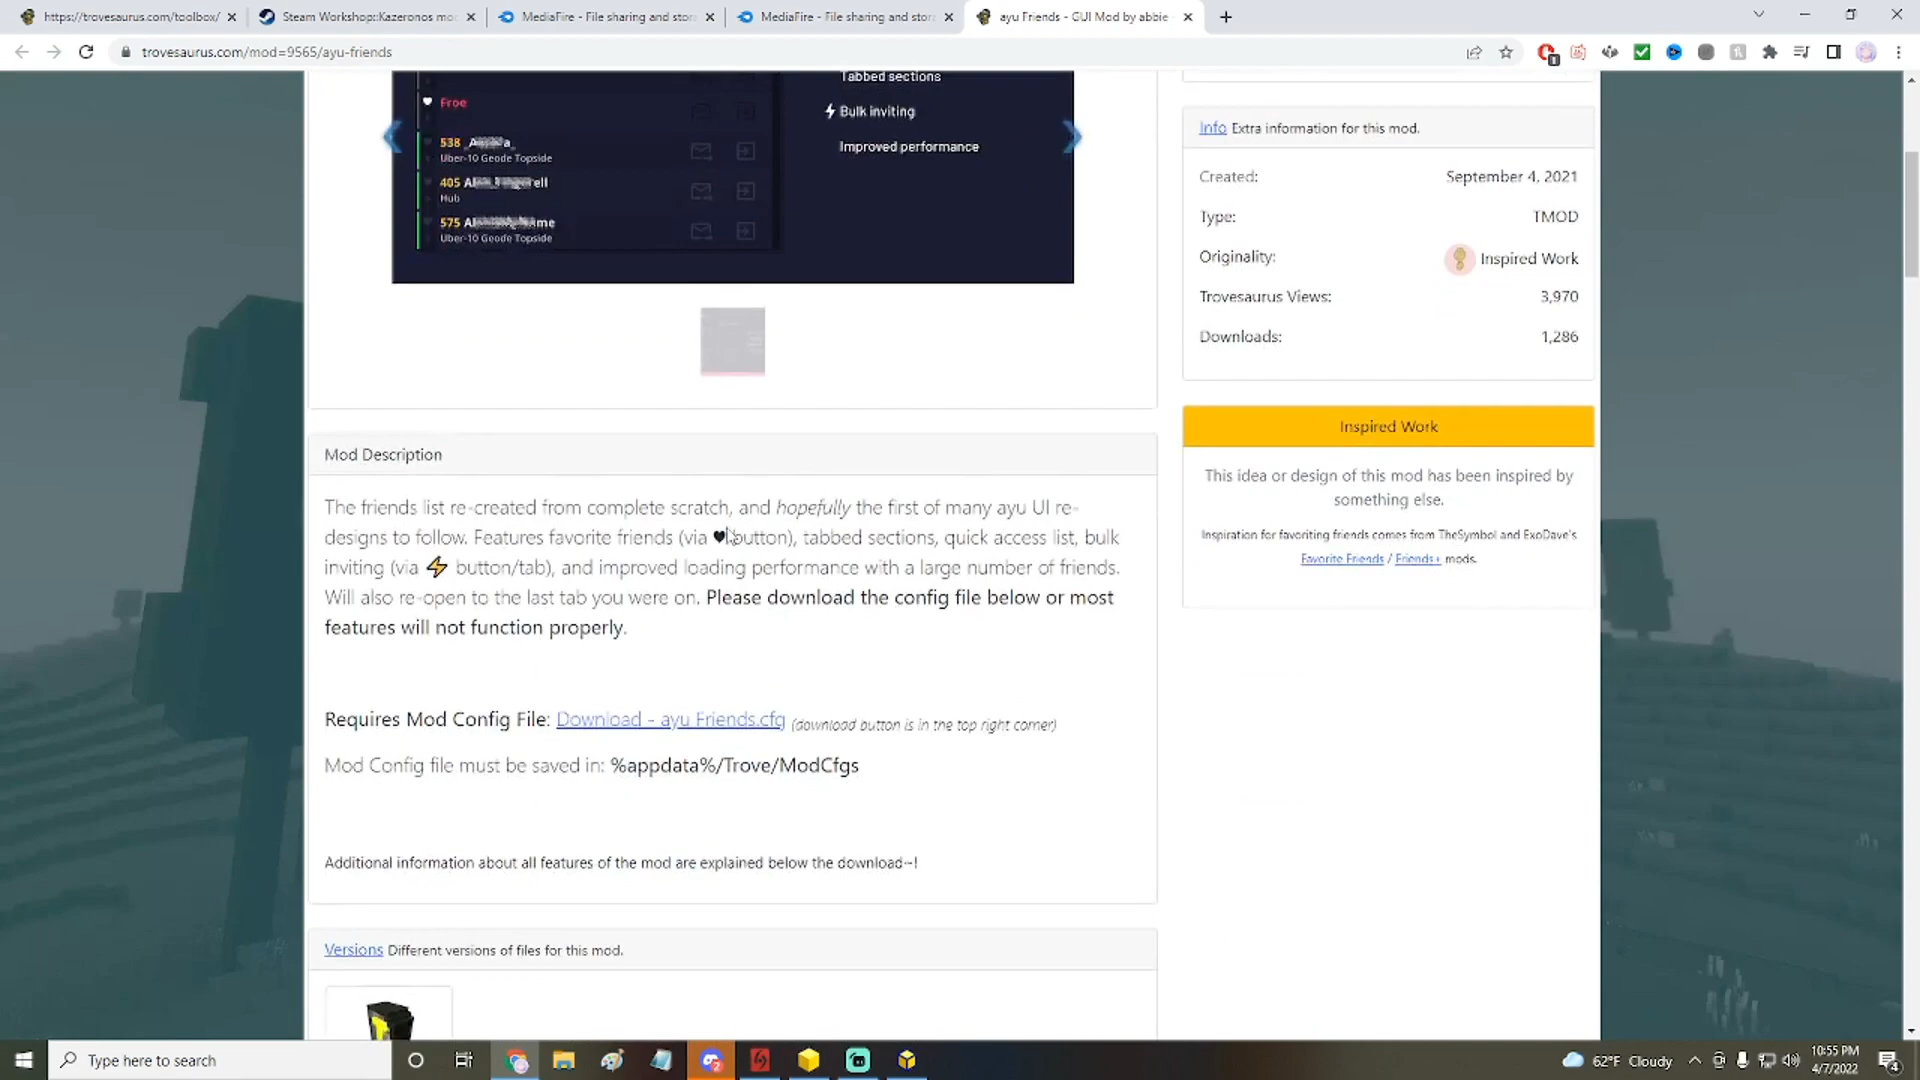 https://trovesaurus.com/toolbox/
Steam Workshop::Kazeronos mo
MediaFire - File sharing and stor
MediaFire - File sharing and stor
ayu Friends - GUI Mod by abbie
trovesaurus.com/mod=9565/ayu-friends
Froe
538
Uber-10 Geode Topside
405
Hub
575
Uber-10 Geode Topside
Tabbed sections
Bulk inviting
Improved performance
Info Extra information for this mod.
Created: September 4, 2021
Type: TMOD
Originality: Inspired Work
Trovesaurus Views: 3,970
Downloads: 1,286
Inspired Work
This idea or design of this mod has been inspired by
something else.
Inspiration for favoriting friends comes from TheSymbol and ExoDave's
Favorite Friends / Friends+ mods.
Mod Description
The friends list re-created from complete scratch, and hopefully the first of many ayu UI re-
designs to follow. Features favorite friends (via ♥ button), tabbed sections, quick access list, bulk
inviting (via ⚡ button/tab), and improved loading performance with a large number of friends.
Will also re-open to the last tab you were on. Please download the config file below or most
features will not function properly.
Requires Mod Config File: Download - ayu Friends.cfg (download button is in the top right corner)
Mod Config file must be saved in: %appdata%/Trove/ModCfgs
Additional information about all features of the mod are explained below the download~!
Versions Different versions of files for this mod.
Type here to search
62°F Cloudy
10:55 PM
4/7/2022
4